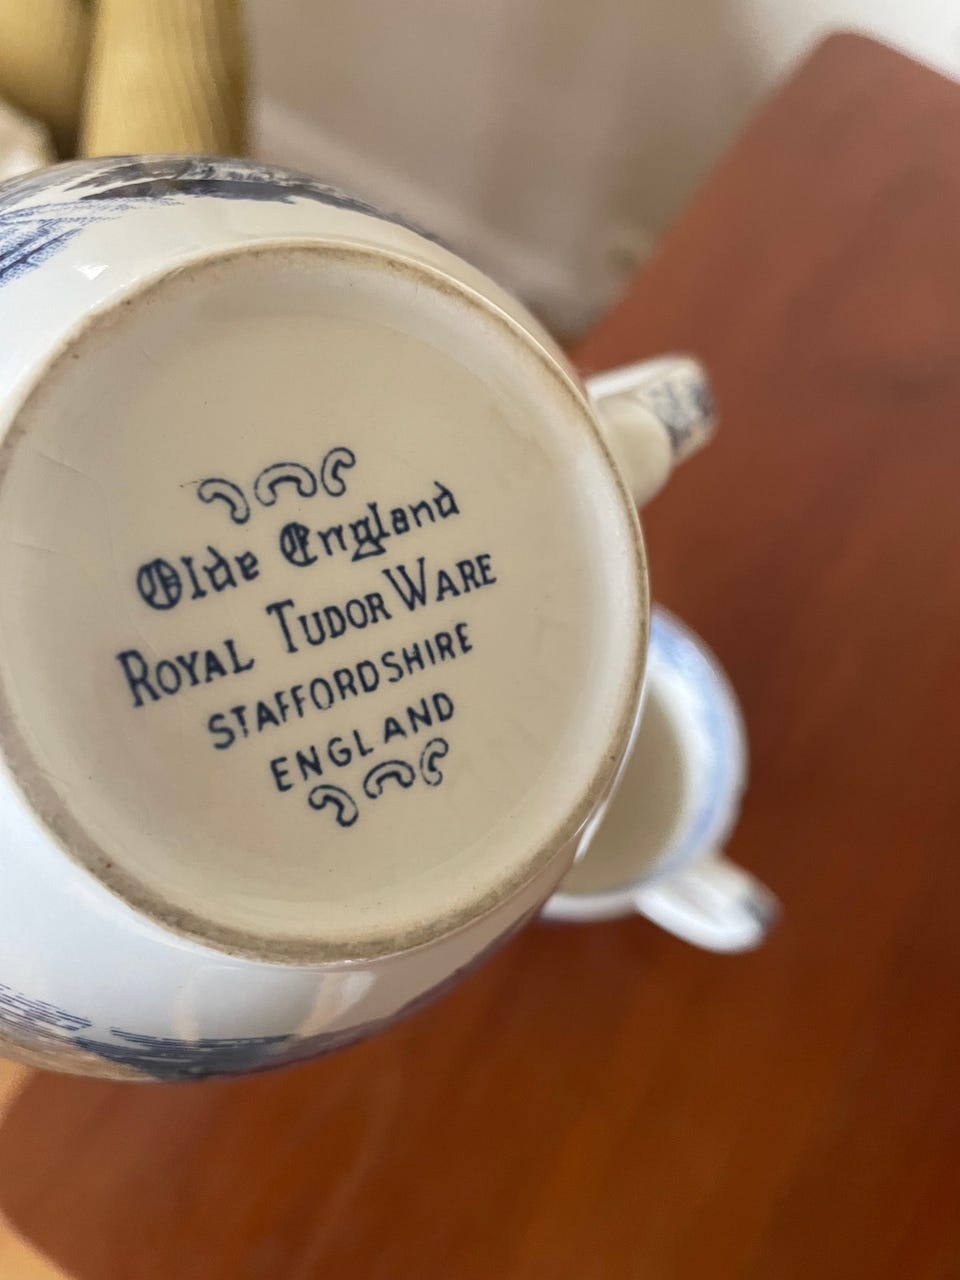 Olde England
ROYAL TUDOR WARE
STAFFORDSHIRE
ENGLAND